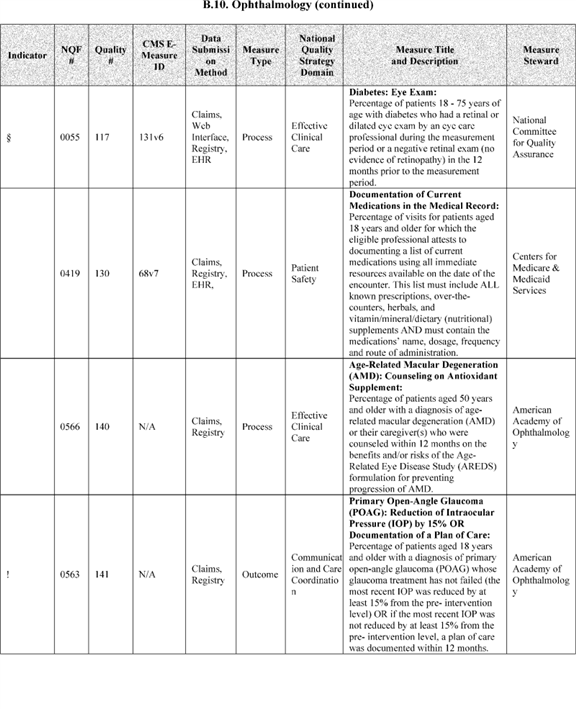 B.10. Ophthalmology (continued)
Indicator
NQF
#
Quality
#
CMS E-
Measure
ID
Data
Submissi
on
Method
Measure
Type
National
Quality
Strategy
Domain
Measure Title
and Description
Measure
Steward
§
0055
117
131v6
Claims,
Web
Interface,
Registry,
EHR
Process
Effective
Clinical
Care
Diabetes: Eye Exam:
Percentage of patients 18 - 75 years of
age with diabetes who had a retinal or
dilated eye exam by an eye care
professional during the measurement
period or a negative retinal exam (no
evidence of retinopathy) in the 12
months prior to the measurement
period.
National
Committee
for Quality
Assurance
0419
130
68v7
Claims,
Registry,
EHR,
Process
Patient
Safety
Documentation of Current
Medications in the Medical Record:
Percentage of visits for patients aged
18 years and older for which the
eligible professional attests to
documenting a list of current
medications using all immediate
resources available on the date of the
encounter. This list must include ALL
known prescriptions, over-the-
counters, herbals, and
vitamin/mineral/dietary (nutritional)
supplements AND must contain the
medications' name, dosage, frequency
and route of administration.
Centers for
Medicare &
Medicaid
Services
0566
140
N/A
Claims,
Registry
Process
Effective
Clinical
Care
Age-Related Macular Degeneration
(AMD): Counseling on Antioxidant
Supplement:
Percentage of patients aged 50 years
and older with a diagnosis of age-
related macular degeneration (AMD)
or their caregiver(s) who were
counseled within 12 months on the
benefits and/or risks of the Age-
Related Eye Disease Study (AREDS)
formulation for preventing
progression of AMD.
American
Academy of
Ophthalmolog
y
!
0563
141
N/A
Claims,
Registry
Outcome
Communicat
ion and Care
Coordinatio
n
Primary Open-Angle Glaucoma
(POAG): Reduction of Intraocular
Pressure (IOP) by 15% OR
Documentation of a Plan of Care:
Percentage of patients aged 18 years
and older with a diagnosis of primary
open-angle glaucoma (POAG) whose
glaucoma treatment has not failed (the
most recent IOP was reduced by at
least 15% from the pre- intervention
level) OR if the most recent IOP was
not reduced by at least 15% from the
pre- intervention level, a plan of care
was documented within 12 months.
American
Academy of
Ophthalmolog
y